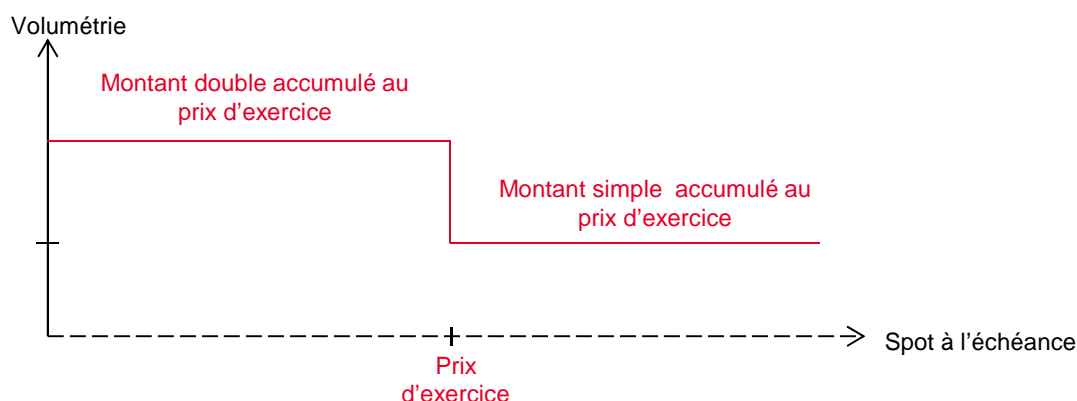 Volumétrie
Montant double accumulé au
prix d’exercice
Montant simple  accumulé au
prix d’exercice
Spot à l’échéance
Prix
d’exercice